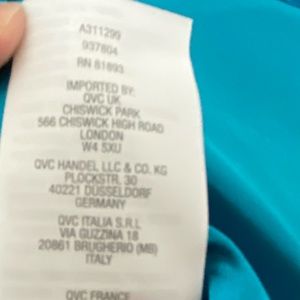 A311299
937804
RN 81893
IMPORTED BY:
QVC UK
CHISWICK PARK
566 CHISWICK HIGH ROAD
LONDON
W4 5XU
QVC HANDEL LLC & CO. KG
PLOCKSTR. 30
40221 DÜSSELDORF
GERMANY
QVC ITALIA S.R.L
VIA GUZZINA 18
20861 BRUGHERIO (MB)
ITALY
QVC FRANCE